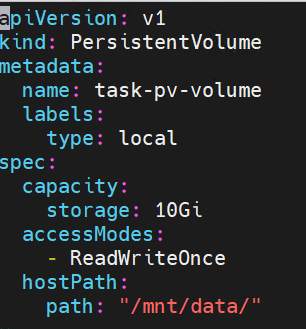 apiVersion: v1
kind: PersistentVolume
metadata:
  name: task-pv-volume
  labels:
    type: local
spec:
  capacity:
    storage: 10Gi
  accessModes:
    - ReadWriteOnce
  hostPath:
    path: "/mnt/data/"